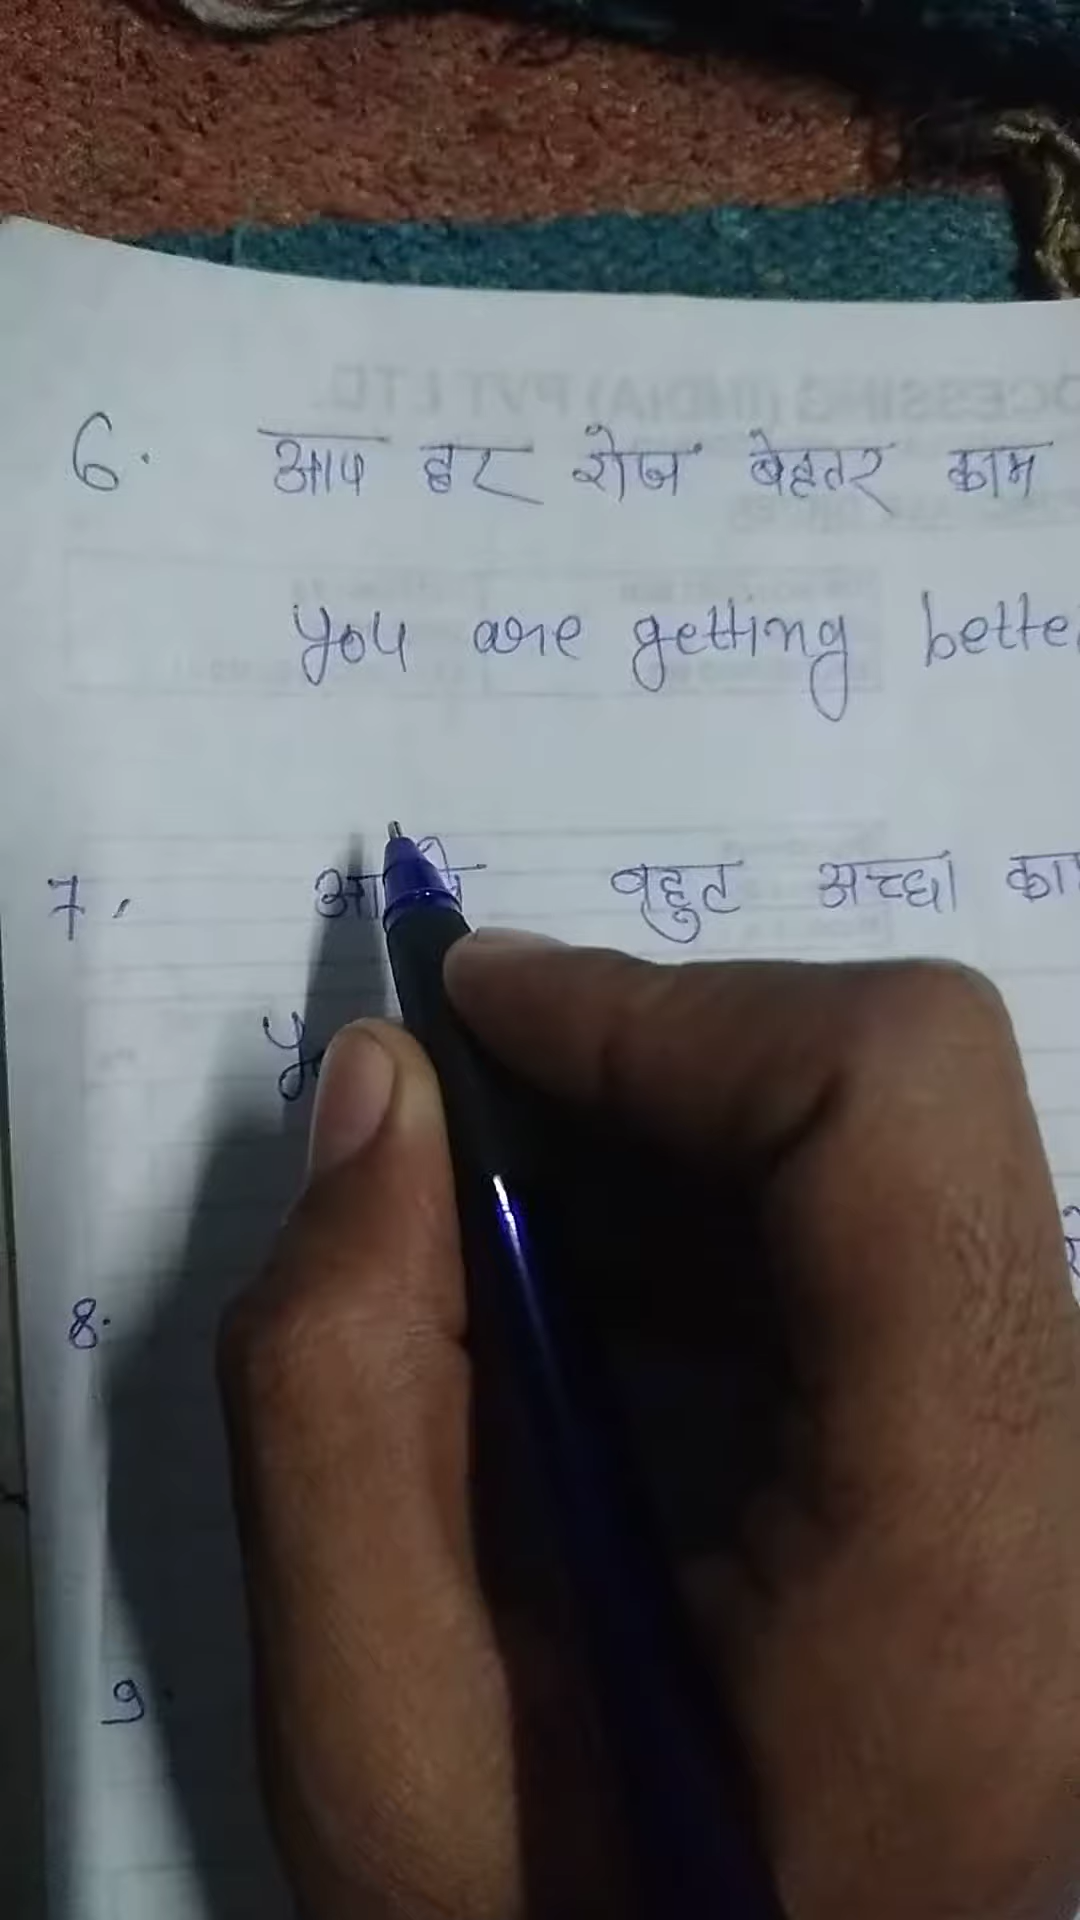 6. आप हर रोज बेहतर काम
you are getting bette
7. बहुट अच्छा का
8.
9.